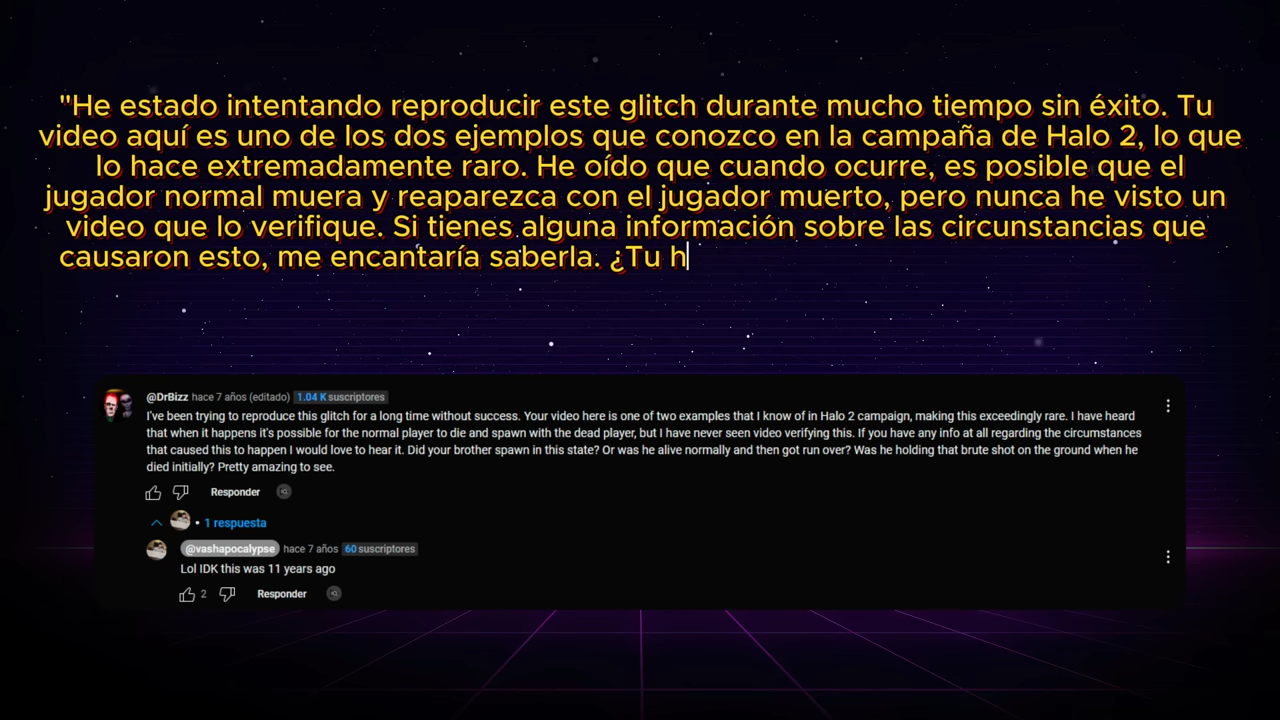 "He estado intentando reproducir este glitch durante mucho tiempo sin éxito. Tu
video aquí es uno de los dos ejemplos que conozco en la campaña de Halo 2, lo que
lo hace extremadamente raro. He oído que cuando ocurre, es posible que el
jugador normal muera y reaparezca con el jugador muerto, pero nunca he visto un
video que lo verifique. Si tienes alguna información sobre las circunstancias que
causaron esto, me encantaría saberla. ¿Tu h
@DrBizz hace 7 años (editado) 1.04 K suscriptores
I've been trying to reproduce this glitch for a long time without success. Your video here is one of two examples that I know of in Halo 2 campaign, making this exceedingly rare. I have heard
that when it happens it's possible for the normal player to die and spawn with the dead player, but I have never seen video verifying this. If you have any info at all regarding the circumstances
that caused this to happen I would love to hear it. Did your brother spawn in this state? Or was he alive normally and then got run over? Was he holding that brute shot on the ground when he
died initially? Pretty amazing to see.
Responder
• 1 respuesta
@vashapocalypse hace 7 años 60 suscriptores
Lol IDK this was 11 years ago
2 Responder